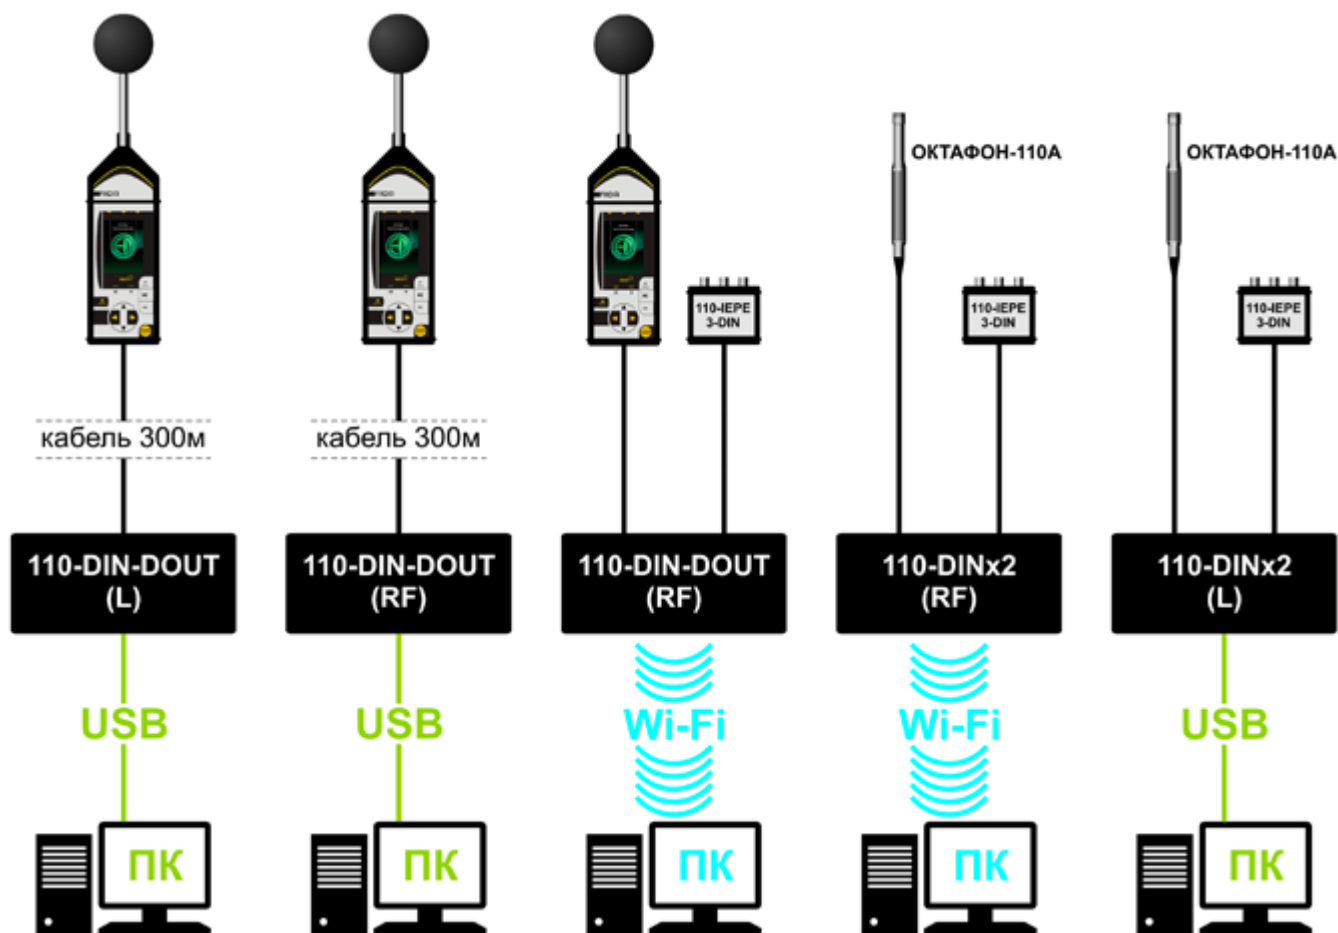 ОКТАФОН-110А
ОКТАФОН-110А
110-IEPE
3-DIN
110-IEPE
3-DIN
110-IEPE
3-DIN
кабель 300м
кабель 300м
110-DIN-DOUT
(L)
110-DIN-DOUT
(RF)
110-DIN-DOUT
(RF)
110-DINx2
(RF)
110-DINx2
(L)
USB
USB
Wi-Fi
Wi-Fi
USB
ПК
ПК
ПК
ПК
ПК